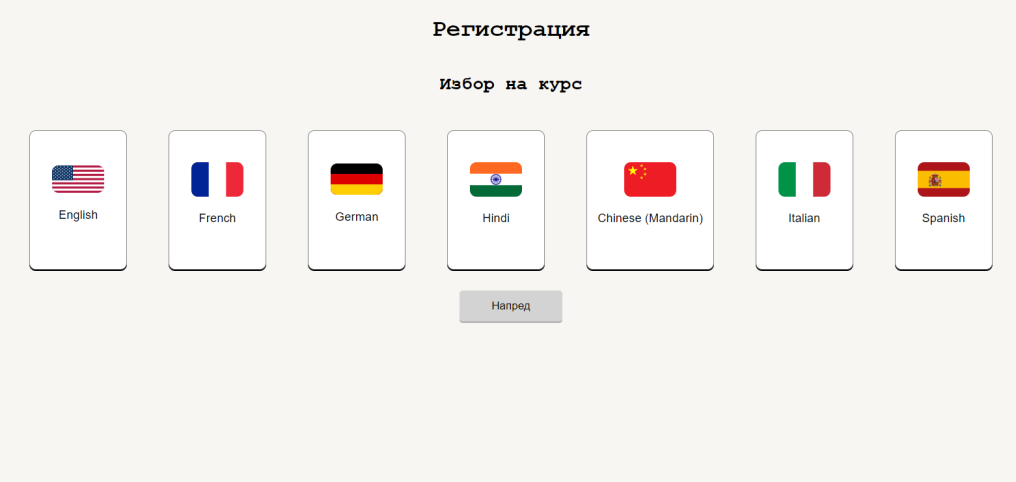 Регистрация
Избор на курс
English
French
German
Hindi
Chinese (Mandarin)
Italian
Spanish
Напред